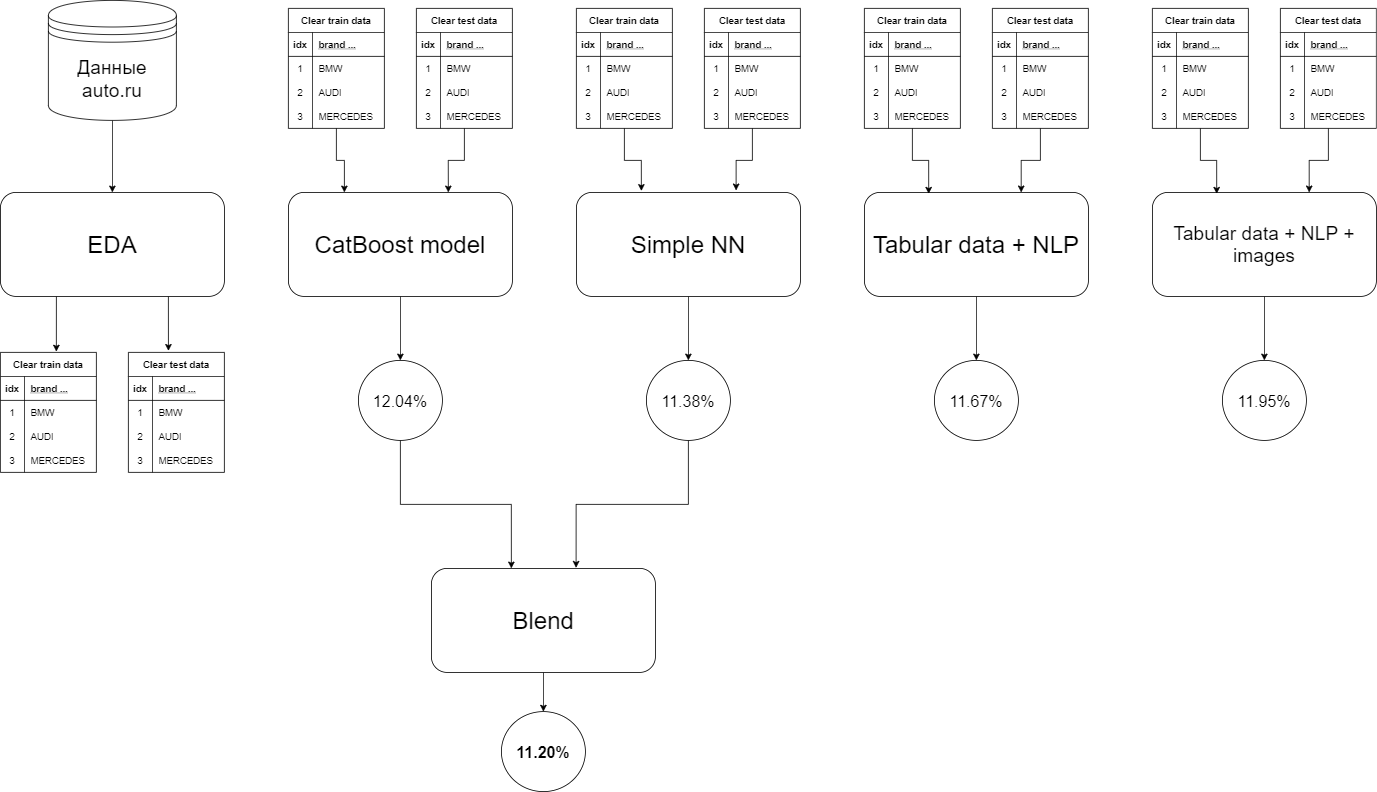 Данные
auto.ru
EDA
Clear train data
idx brand ...
1 BMW
2 AUDI
3 MERCEDES
Clear test data
idx brand ...
1 BMW
2 AUDI
3 MERCEDES
Clear train data
idx brand ...
1 BMW
2 AUDI
3 MERCEDES
Clear test data
idx brand ...
1 BMW
2 AUDI
3 MERCEDES
CatBoost model
12.04%
Clear train data
idx brand ...
1 BMW
2 AUDI
3 MERCEDES
Clear test data
idx brand ...
1 BMW
2 AUDI
3 MERCEDES
Simple NN
11.38%
Blend
11.20%
Clear train data
idx brand ...
1 BMW
2 AUDI
3 MERCEDES
Clear test data
idx brand ...
1 BMW
2 AUDI
3 MERCEDES
Tabular data + NLP
11.67%
Clear train data
idx brand ...
1 BMW
2 AUDI
3 MERCEDES
Clear test data
idx brand ...
1 BMW
2 AUDI
3 MERCEDES
Tabular data + NLP +
images
11.95%